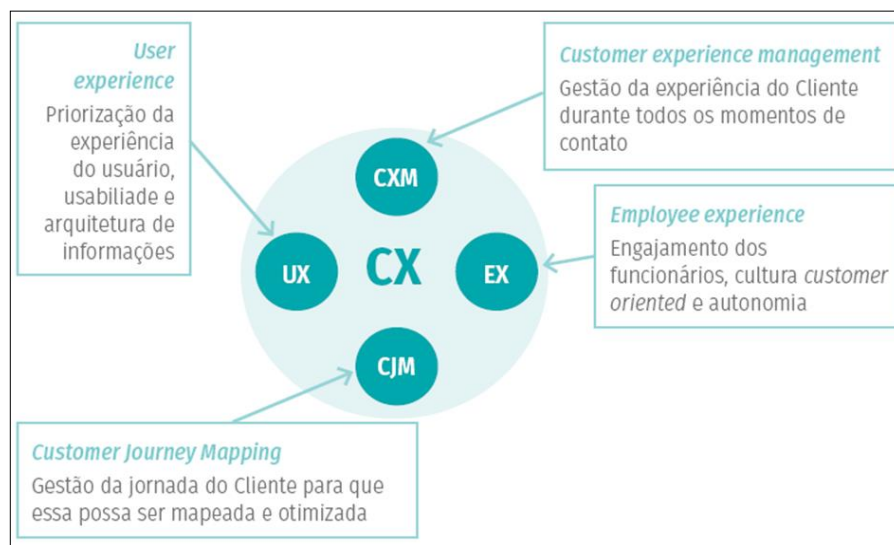 User
experience
Priorização da
experiência
do usuário,
usabiliade e
arquitetura de
informações
Customer experience management
Gestão da experiência do Cliente
durante todos os momentos de
contato
CXM
Employee experience
Engajamento dos
funcionários, cultura customer
oriented e autonomia
UX
CX
EX
CJM
Customer Journey Mapping
Gestão da jornada do Cliente para que
essa possa ser mapeada e otimizada